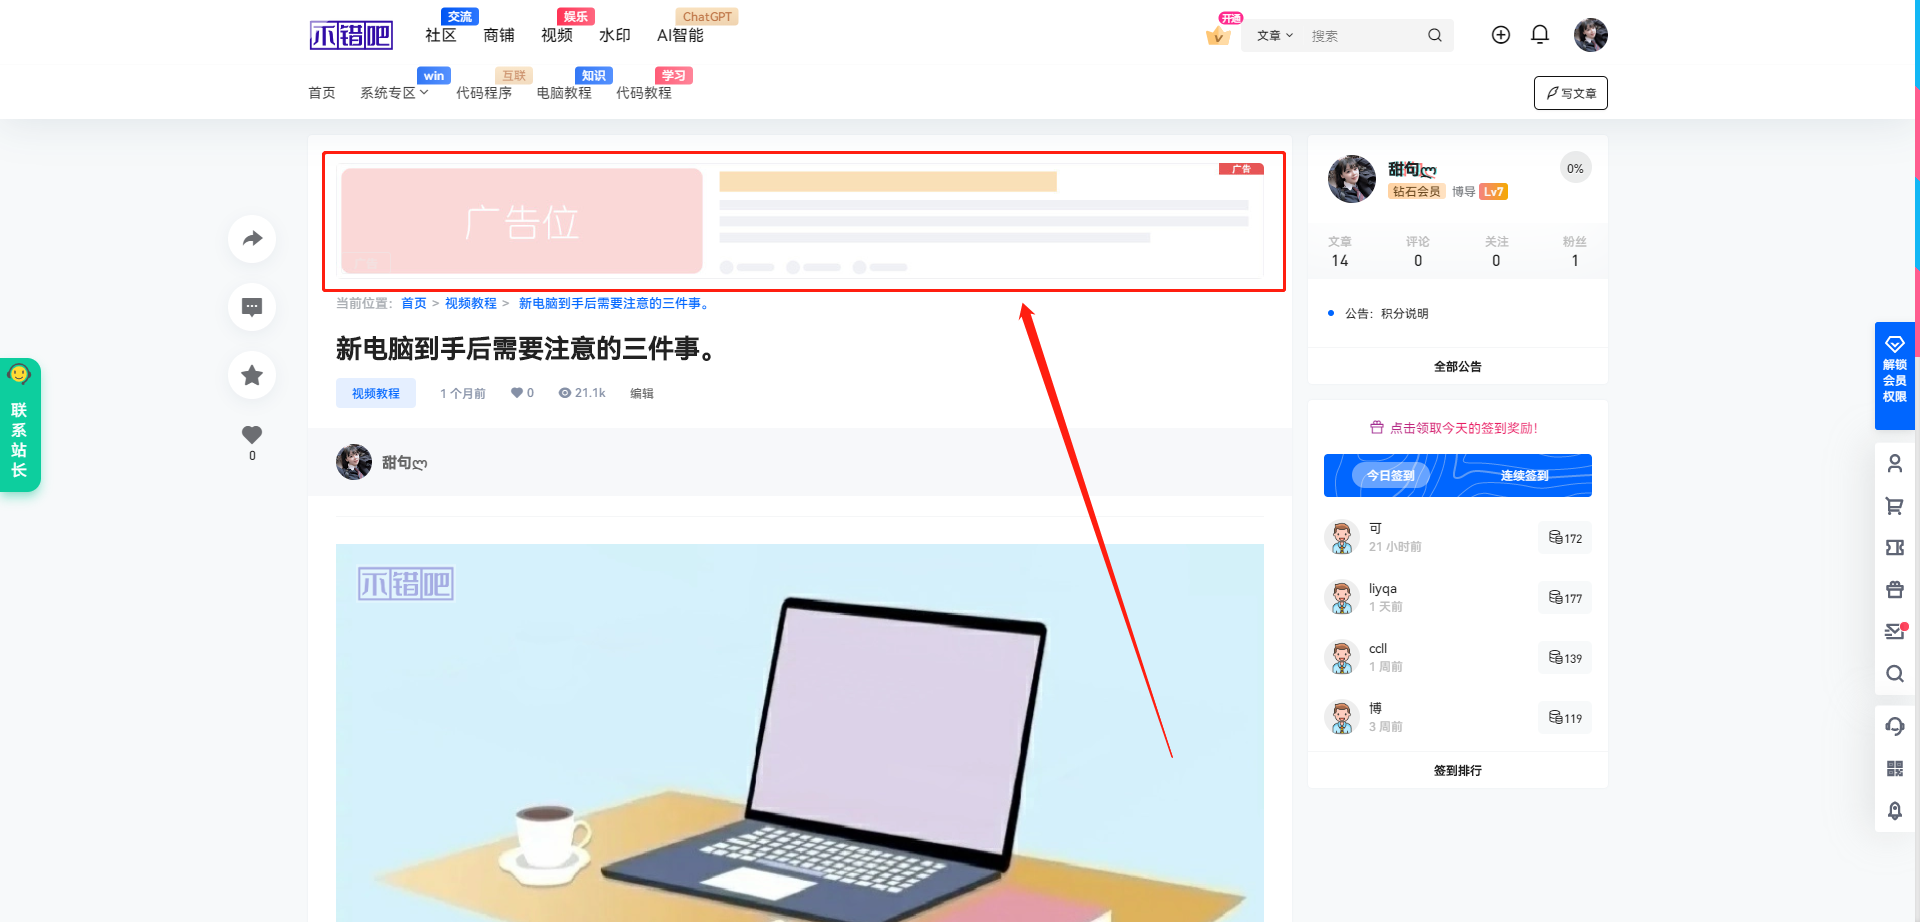 不错吧
交流
娱乐
ChatGPT
社区 商铺 视频 水印 AI智能
开通
文章 搜索
win
互联
知识
学习
首页 系统专区 代码程序 电脑教程 代码教程
写文章
广告
广告位
广告
当前位置： 首页 > 视频教程 > 新电脑到手后需要注意的三件事。
新电脑到手后需要注意的三件事。
视频教程 1 个月前 0 21.1k 编辑
甜句ღ
不错吧
0
联系站长
甜句ღ
0%
钻石会员 博导 Lv7
文章 评论 关注 粉丝
14 0 0 1
公告：积分说明
全部公告
点击领取今天的签到奖励！
今日签到 连续签到
可
21 小时前
172
liyqa
1 天前
177
ccll
1 周前
139
博
3 周前
119
签到排行
解锁
会员
权限